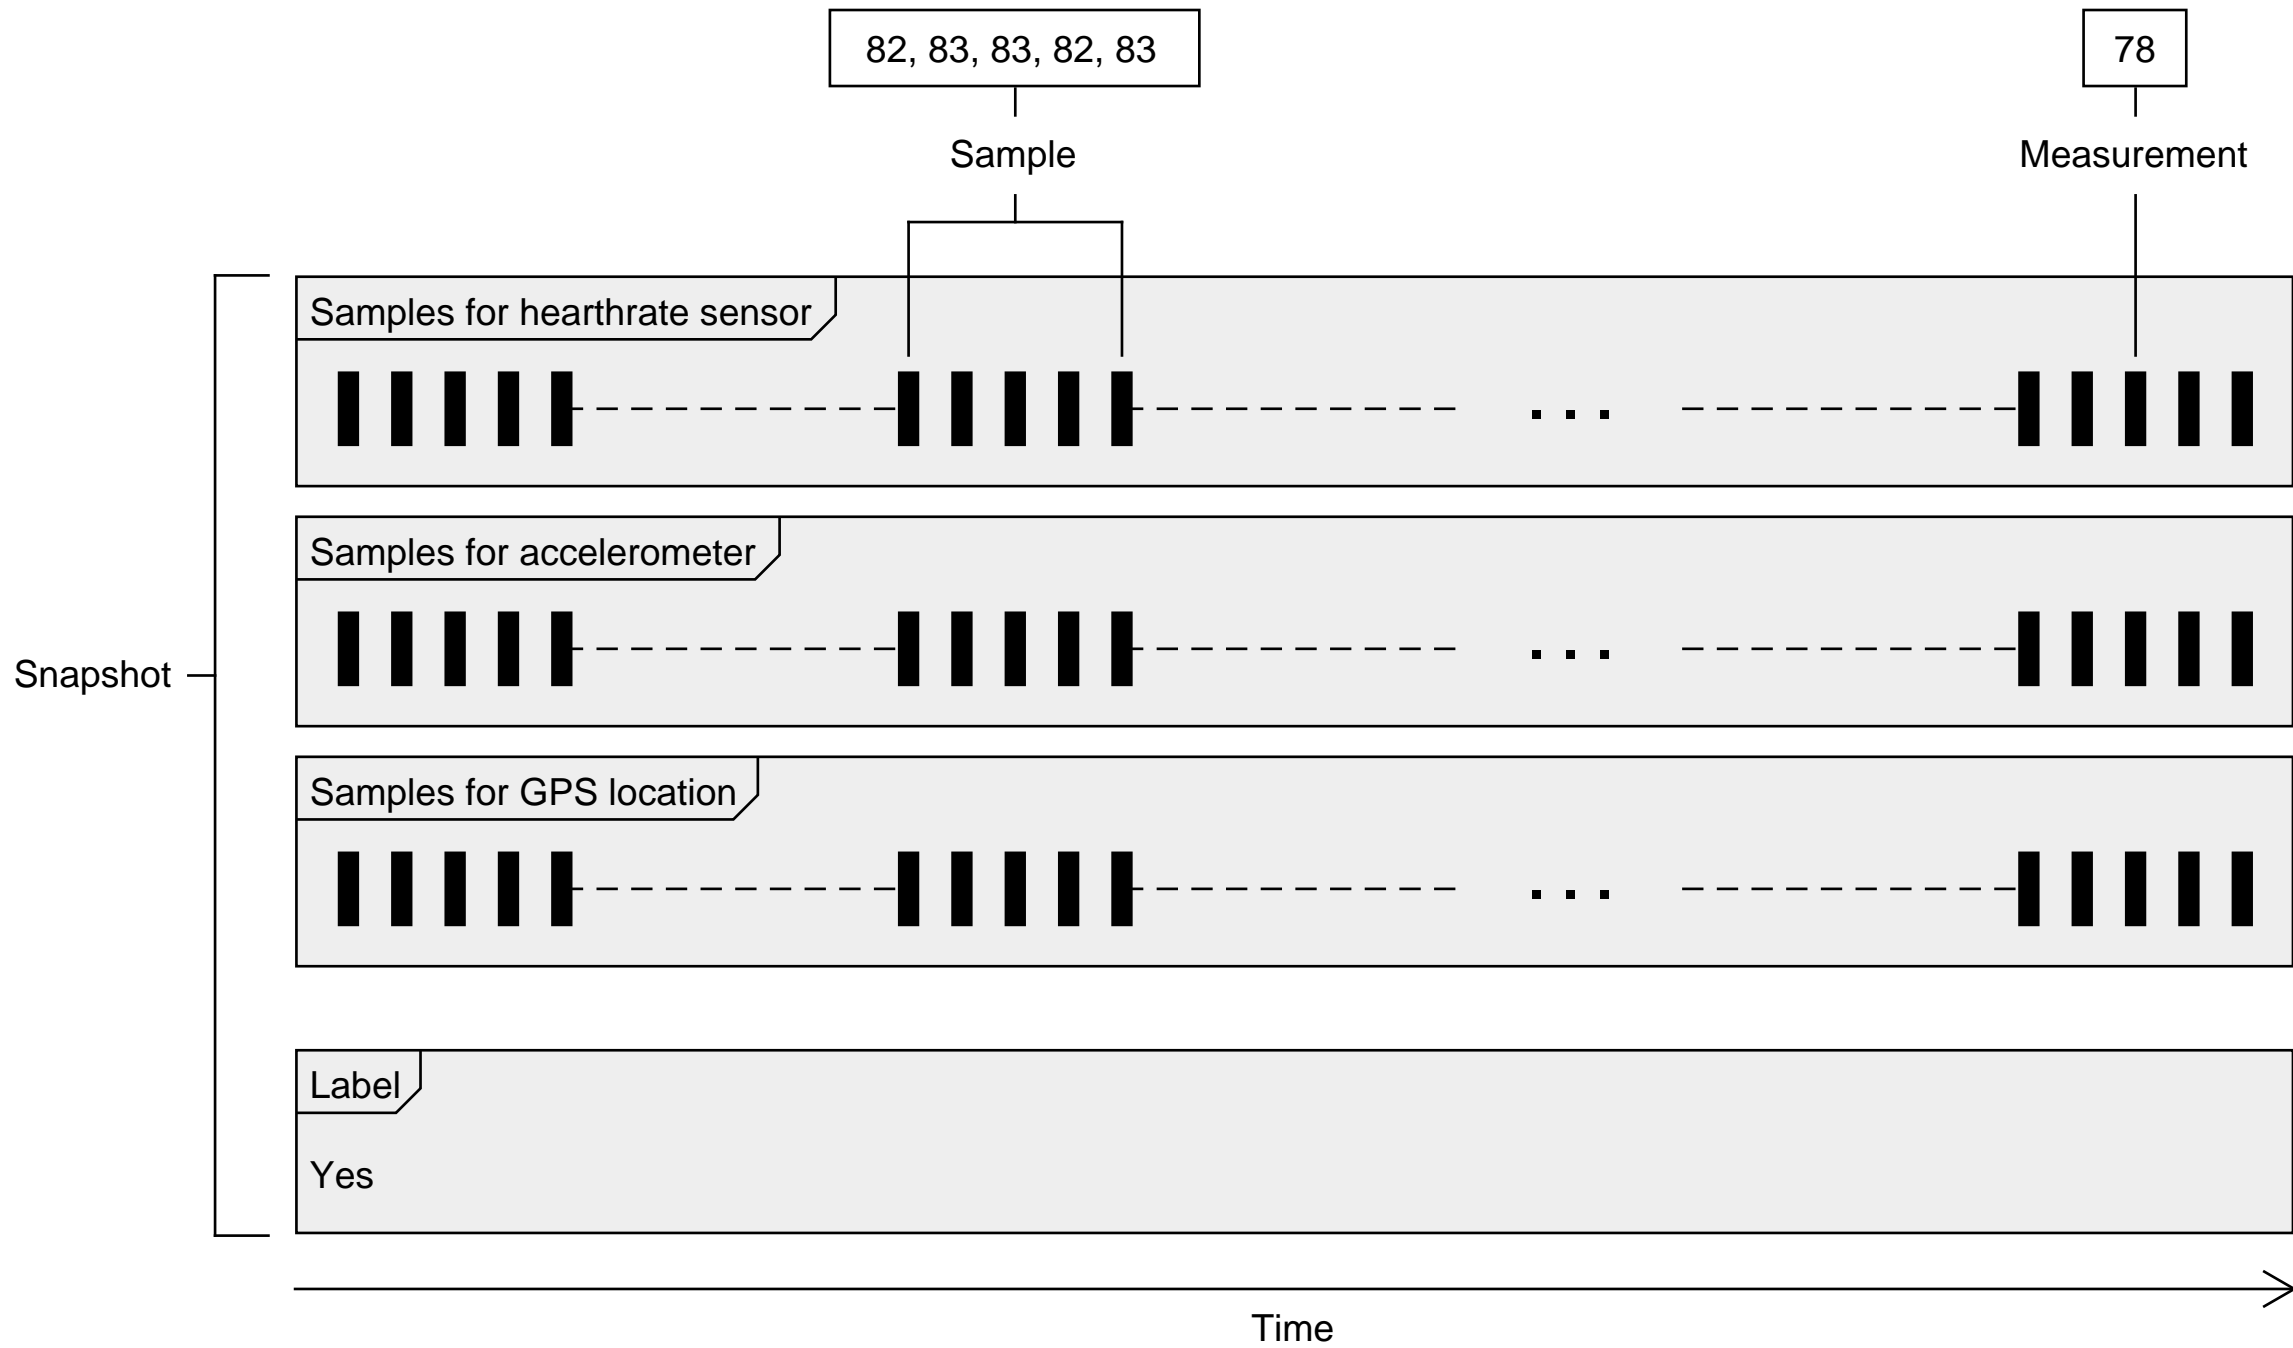 82, 83, 83, 82, 83
78
Sample
Measurement
Samples for hearthrate sensor
Samples for accelerometer
Snapshot
Samples for GPS location
Label
Yes
Time